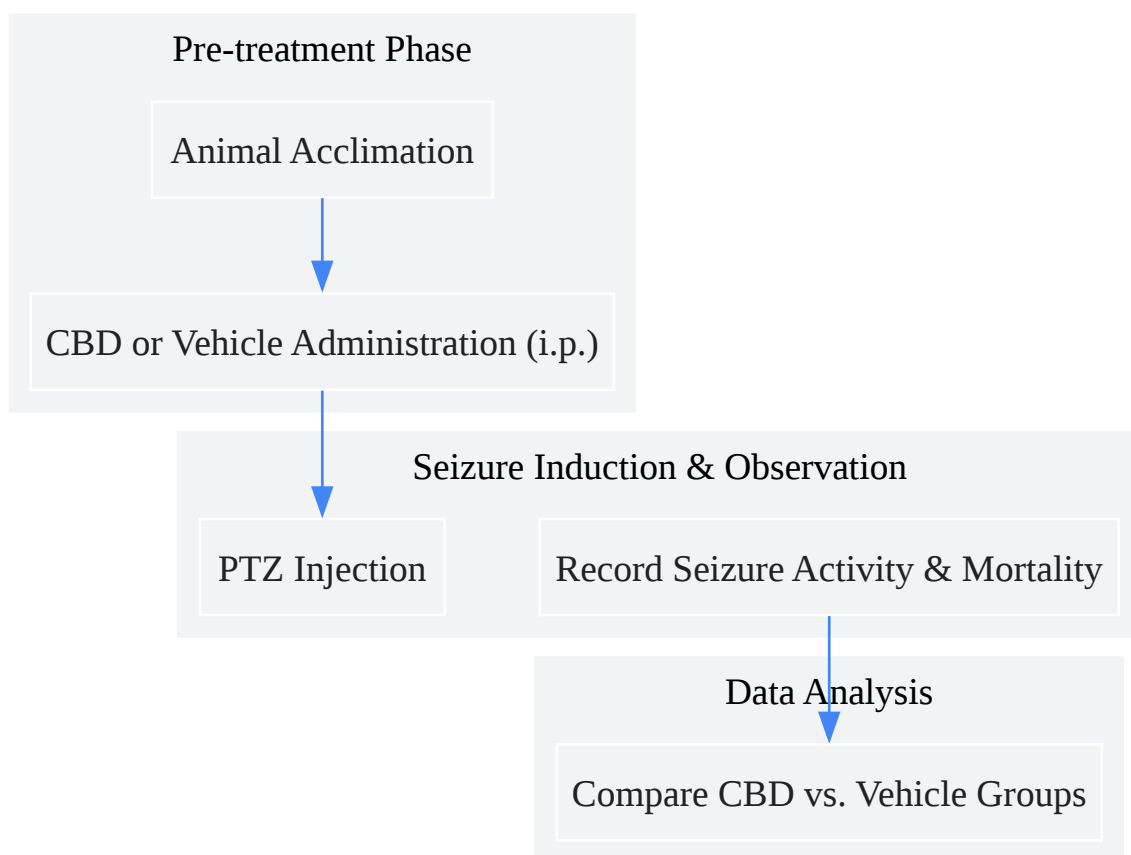 Pre-treatment Phase
Animal Acclimation
CBD or Vehicle Administration (i.p.)
Seizure Induction & Observation
PTZ Injection
Record Seizure Activity & Mortality
Data Analysis
Compare CBD vs. Vehicle Groups